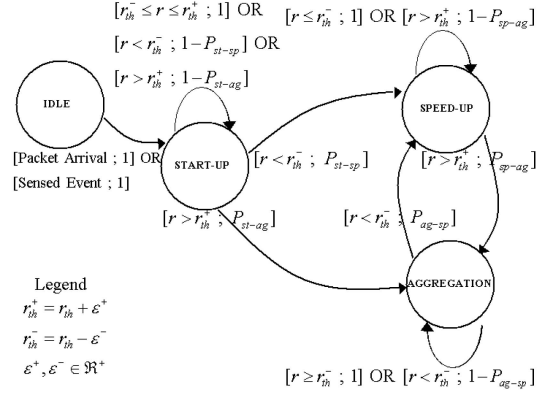 [r_th^- ≤ r ≤ r_th^+ ; 1] OR
[r < r_th^- ; 1−P_st−sp] OR
[r > r_th^+ ; 1−P_st−ag]
[r ≤ r_th^- ; 1] OR [r > r_th^+ ; 1−P_sp−ag]
IDLE
SPEED-UP
[Packet Arrival ; 1] OR
[Sensed Event ; 1]
START-UP
[r < r_th^- ; P_st−sp]
[r > r_th^+ ; P_sp−ag]
[r > r_th^+ ; P_st−ag]
[r < r_th^- ; P_ag−sp]
AGGREGATION
Legend
r_th^+ = r_th + ε^+
r_th^- = r_th − ε^-
ε^+, ε^- ∈ ℜ^+
[r ≥ r_th^- ; 1] OR [r < r_th^- ; 1−P_ag−sp]